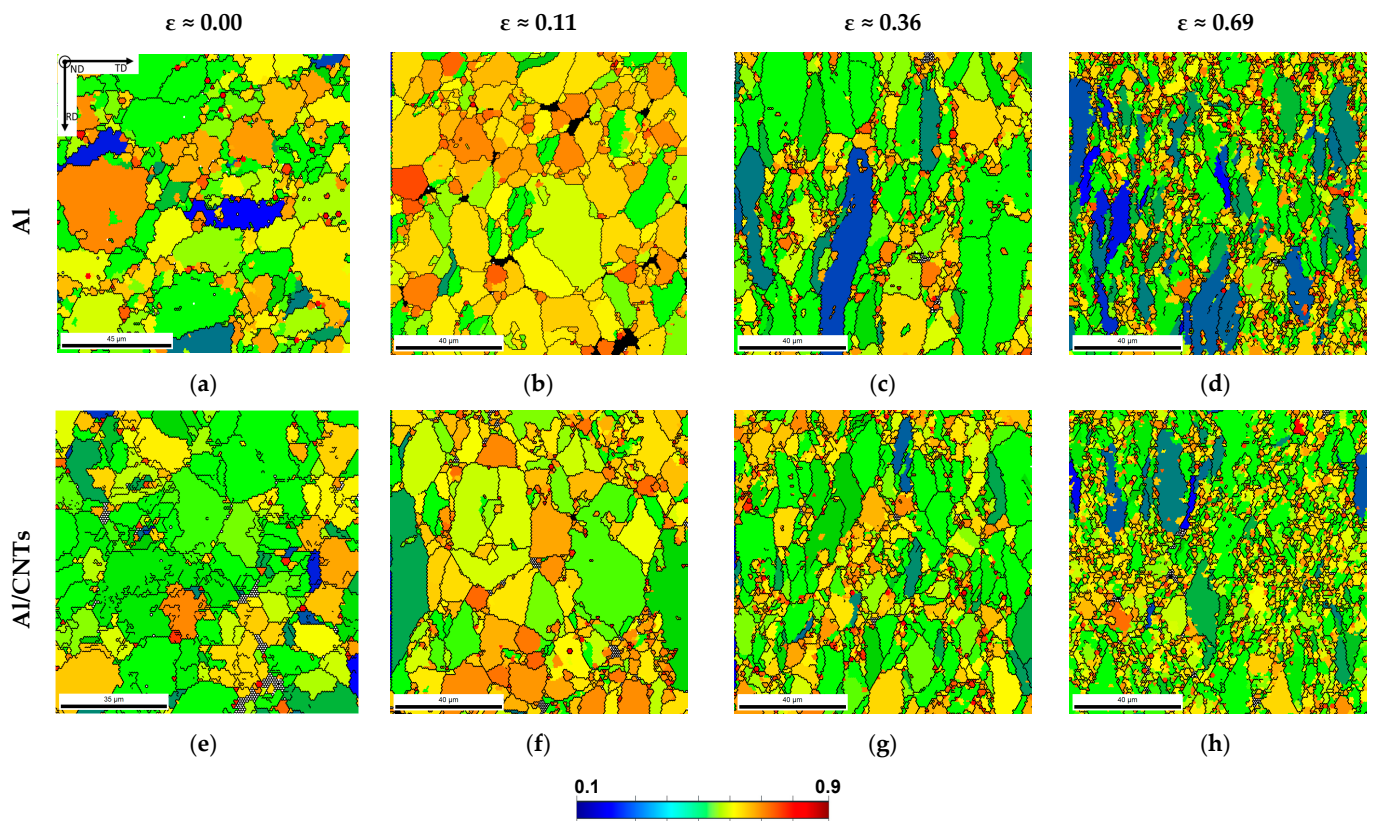 ε ≈ 0.00 ε ≈ 0.11 ε ≈ 0.36 ε ≈ 0.69
Al
ND TD
RD
45 μm 40 μm 40 μm 40 μm
(a) (b) (c) (d)
Al/CNTs
35 μm 40 μm 40 μm 40 μm
(e) (f) (g) (h)
0.1 0.9